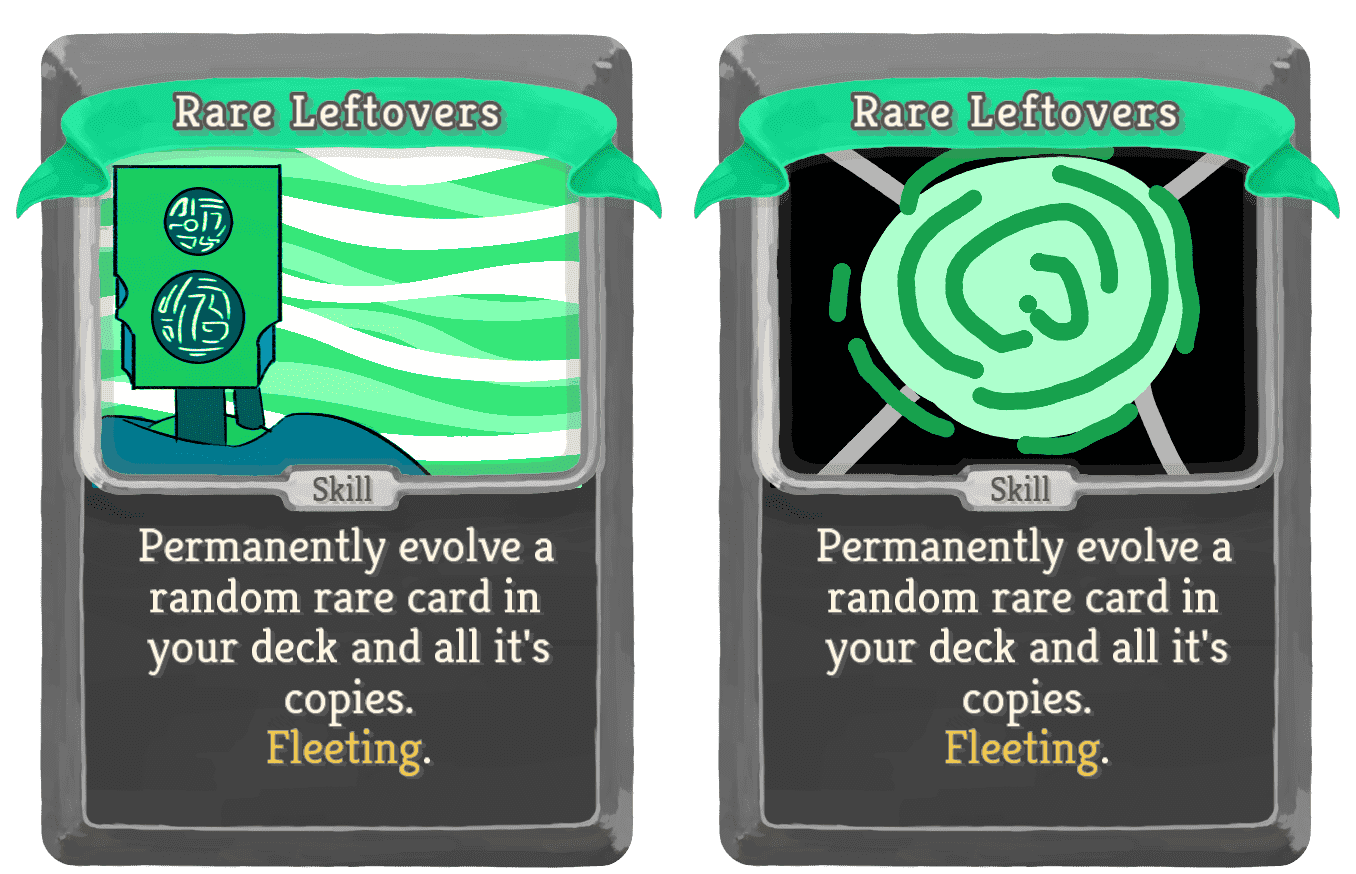 Rare Leftovers
Skill
Permanently evolve a
random rare card in
your deck and all it's
copies.
Fleeting.
Rare Leftovers
Skill
Permanently evolve a
random rare card in
your deck and all it's
copies.
Fleeting.